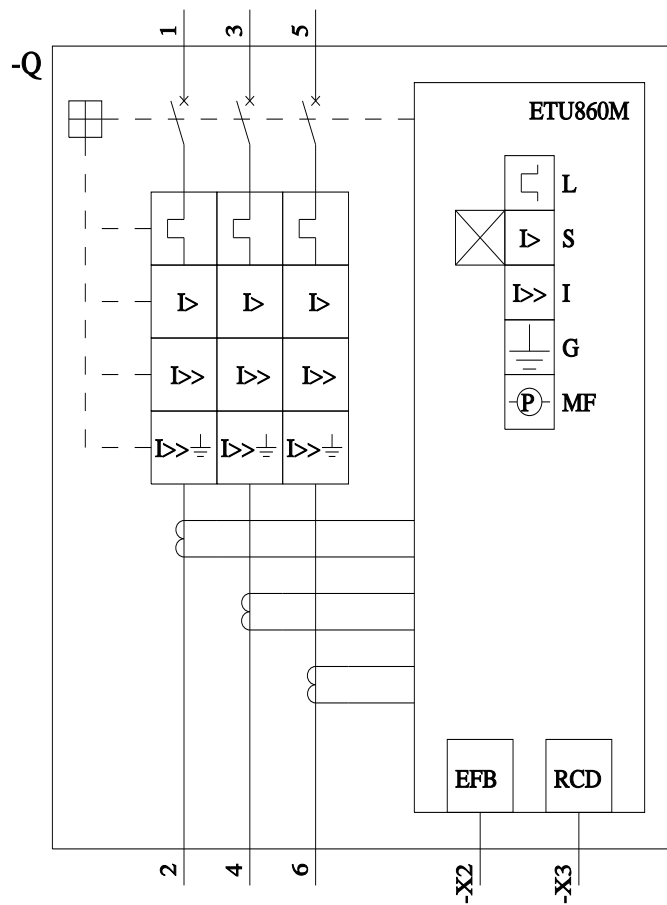 1 3 5
-Q
ETU860M
L
I> S
I> I> I> I>> I
G
I>> I>> I>> P MF
I>> I>> I>>
EFB RCD
2 4 6 -X2 -X3